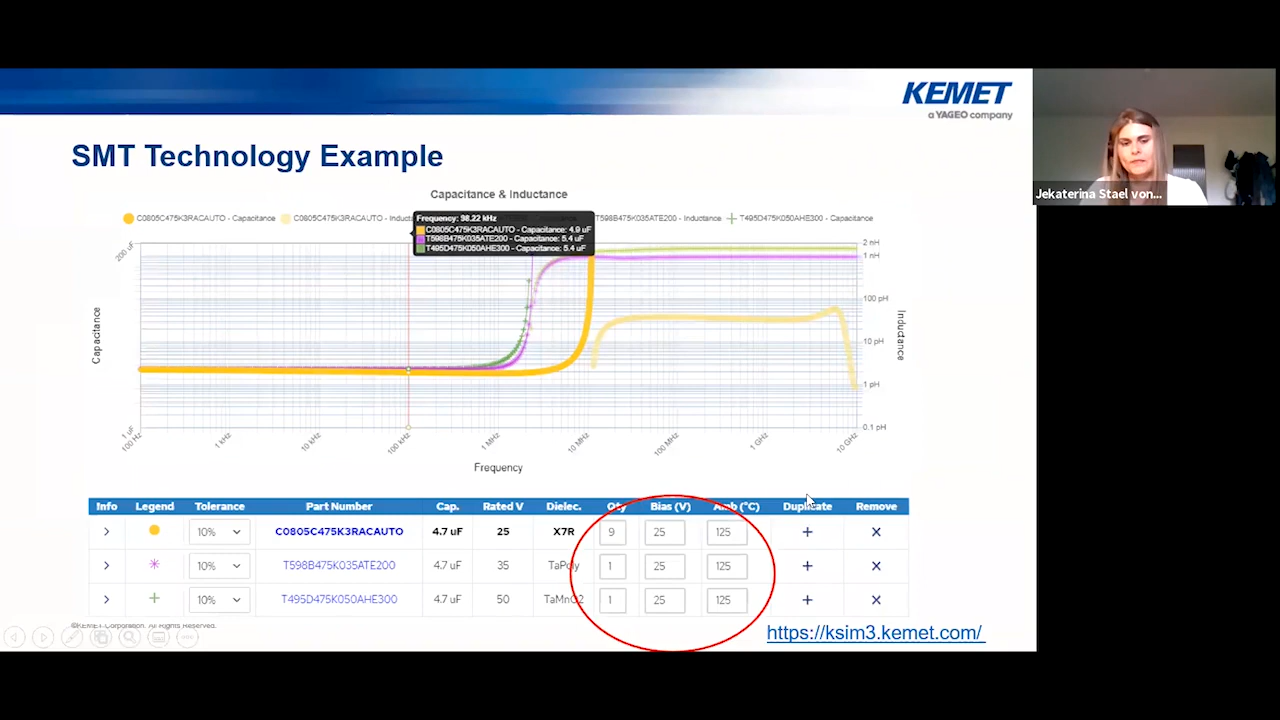 KEMET
a YAGEO company
SMT Technology Example
Jekaterina Stael von...
Capacitance & Inductance
C0805C475K3RACAUTO - Capacitance
C0805C475K3RACAUTO - Inducta
T598B475K035ATE200 - Inductance
T495D475K050AHE300 - Capacitance
Frequency: 98.22 kHz
C0805C475K3RACAUTO - Capacitance: 4.9 uF
T598B475K035ATE200 - Capacitance: 5.4 uF
T495D475K050AHE300 - Capacitance: 5.4 uF
200 uF
2 nH
1 nH
100 pH
10 pH
1 pH
0.1 pH
Capacitance
Inductance
1 uF
100 Hz
1 kHz
10 kHz
100 kHz
1 MHz
10 MHz
100 MHz
1 GHz
10 GHz
Frequency
Info Legend Tolerance Part Number Cap. Rated V Dielec. Qty Bias (V) Amb (°C) Duplicate Remove
> 10% C0805C475K3RACAUTO 4.7 uF 25 X7R 9 25 125 + X
> 10% T598B475K035ATE200 4.7 uF 35 TaPoly 1 25 125 + X
> 10% T495D475K050AHE300 4.7 uF 50 TaMnO2 1 25 125 + X
©KEMET Corporation. All Rights Reserved.
https://ksim3.kemet.com/